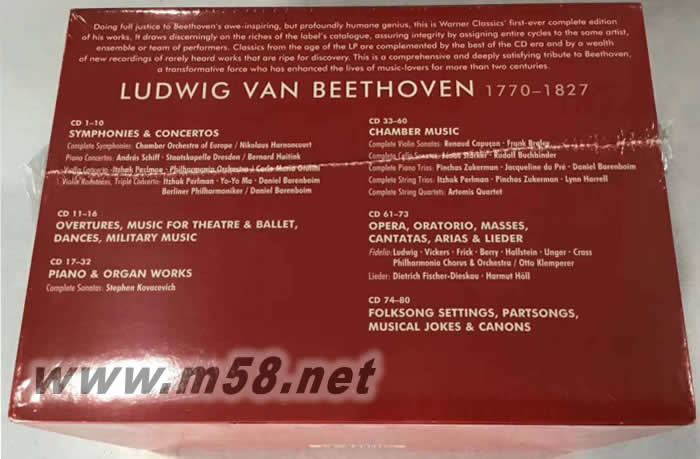 Doing full justice to Beethoven's awe-inspiring, but profoundly humane genius, this is Warner Classics' first-ever complete edition
of his works. It draws discerningly on the riches of the label's catalogue, assuring integrity by assigning entire cycles to the same artist,
ensemble or team of performers. Classics from the age of the LP are complemented by the best of the CD era and by a wealth
of new recordings of rarely heard works that are ripe for discovery. This is a comprehensive and deeply satisfying tribute to Beethoven,
a transformative force who has enhanced the lives of music-lovers for more than two centuries.
LUDWIG VAN BEETHOVEN 1770–1827
CD 1–10
SYMPHONIES & CONCERTOS
Complete Symphonies: Chamber Orchestra of Europe / Nikolaus Harnoncourt
Piano Concertos: András Schiff · Staatskapelle Dresden / Bernard Haitink
Violin Concerto: Itzhak Perlman · Philharmonia Orchestra / Carlo Maria Giulini
Violin Romances, Triple Concerto: Itzhak Perlman · Yo-Yo Ma · Daniel Barenboim
Berliner Philharmoniker / Daniel Barenboim
CD 11–16
OVERTURES, MUSIC FOR THEATRE & BALLET,
DANCES, MILITARY MUSIC
CD 17–32
PIANO & ORGAN WORKS
Complete Sonatas: Stephen Kovacevich
CD 33-60
CHAMBER MUSIC
Complete Violin Sonatas: Renaud Capuçon · Frank Braley
Complete Cello Sonatas: János Starker · Rudolf Buchbinder
Complete Piano Trios: Pinchas Zukerman · Jacqueline du Pré · Daniel Barenboim
Complete String Trios: Itzhak Perlman · Pinchas Zukerman · Lynn Harrell
Complete String Quartets: Artemis Quartet
CD 61–73
OPERA, ORATORIO, MASSES,
CANTATAS, ARIAS & LIEDER
Fidelio: Ludwig · Vickers · Frick · Berry · Hallstein · Unger · Crass
Philharmonia Chorus & Orchestra / Otto Klemperer
Lieder: Dietrich Fischer-Dieskau · Harmut Höll
CD 74–80
FOLKSONG SETTINGS, PARTSONGS,
MUSICAL JOKES & CANONS
www.m58.net